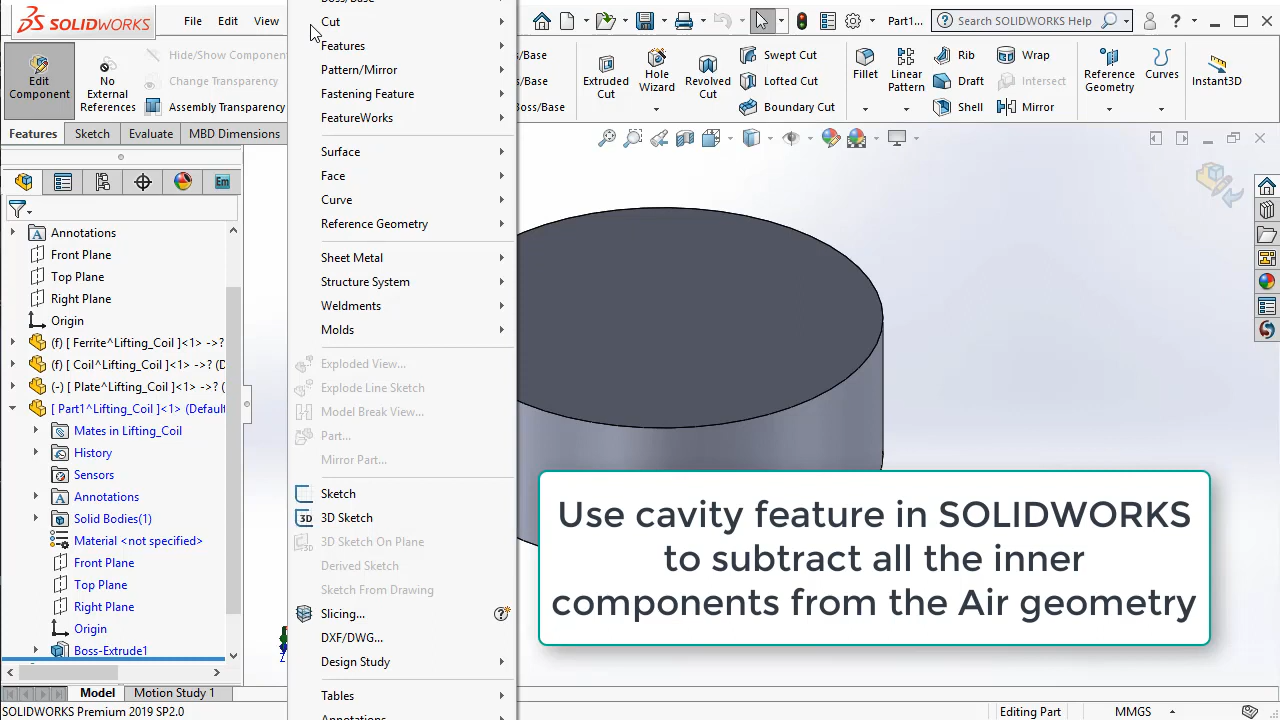 SOLIDWORKS
File Edit View
Part1...
Search SOLIDWORKS Help
Edit
Component
No
External
References
Hide/Show Component
Change Transparency
Assembly Transparency
/Base
/Base
Boss/Base
Extruded
Cut
Hole
Wizard
Revolved
Cut
Swept Cut
Lofted Cut
Boundary Cut
Fillet
Linear
Pattern
Rib
Draft
Shell
Wrap
Intersect
Mirror
Reference
Geometry
Curves
Instant3D
Features Sketch Evaluate MBD Dimensions
Annotations
Front Plane
Top Plane
Right Plane
Origin
(f) [ Ferrite^Lifting_Coil ]<1> ->?
(f) [ Coil^Lifting_Coil ]<1> ->? (D
(-) [ Plate^Lifting_Coil ]<1> ->? (
[ Part1^Lifting_Coil ]<1> (Default
Mates in Lifting_Coil
History
Sensors
Annotations
Solid Bodies(1)
Material <not specified>
Front Plane
Top Plane
Right Plane
Origin
Boss-Extrude1
Boss/Base
Cut
Features
Pattern/Mirror
Fastening Feature
FeatureWorks
Surface
Face
Curve
Reference Geometry
Sheet Metal
Structure System
Weldments
Molds
Exploded View...
Explode Line Sketch
Model Break View...
Part...
Mirror Part...
Sketch
3D Sketch
3D Sketch On Plane
Derived Sketch
Sketch From Drawing
Slicing...
DXF/DWG...
Design Study
Tables
Annotations
Use cavity feature in SOLIDWORKS
to subtract all the inner
components from the Air geometry
Model Motion Study 1
SOLIDWORKS Premium 2019 SP2.0
Editing Part
MMGS